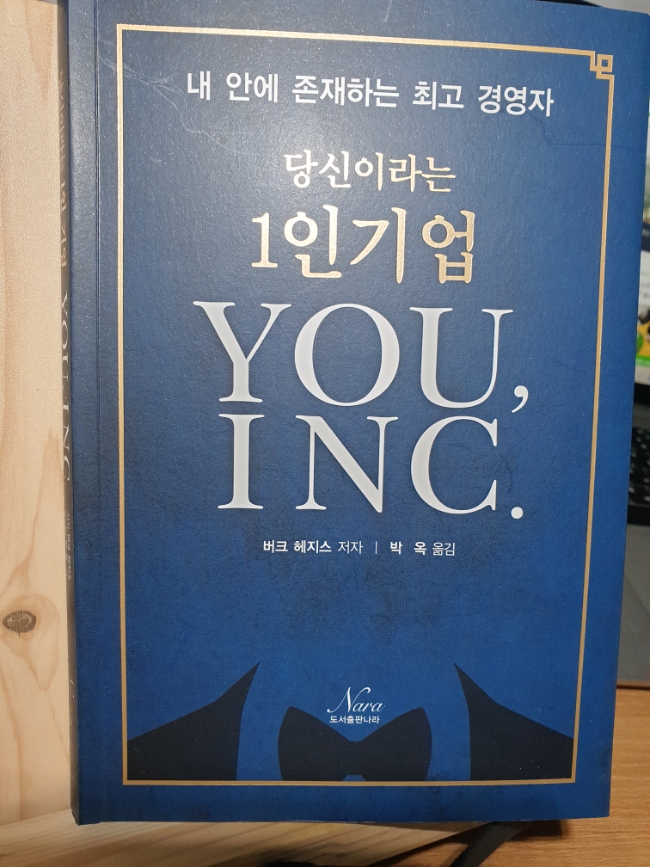 내 안에 존재하는 최고 경영자
당신이라는
1인기업
YOU,
INC.
버크 헤지스 저자 | 박 옥 옮김
Nara
도서출판나라
YOU, INC